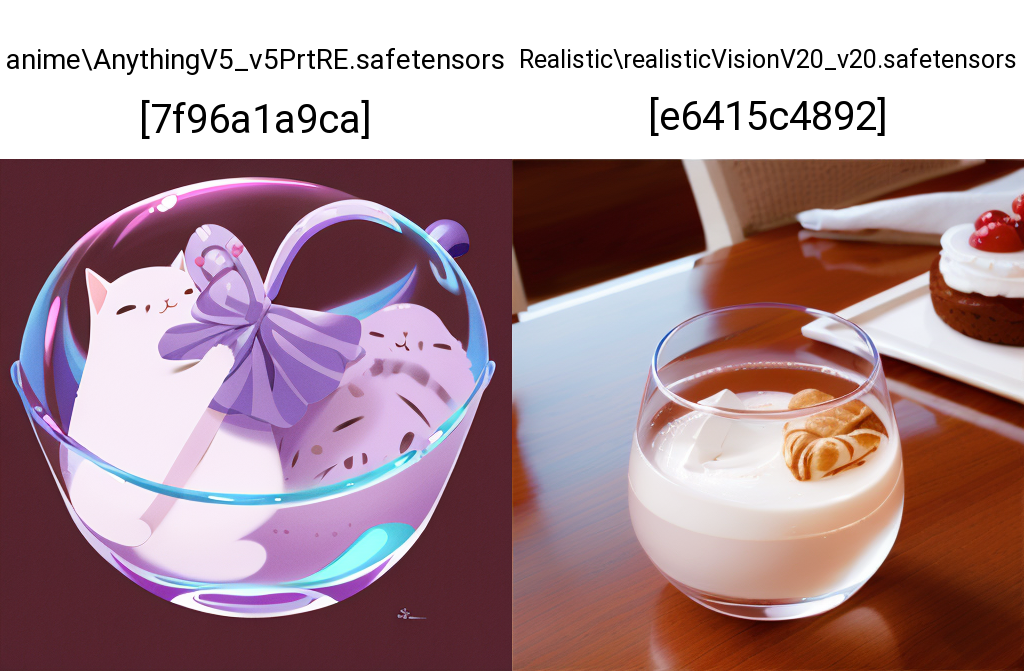 anime\AnythingV5_v5PrtRE.safetensors
[7f96a1a9ca]
Realistic\realisticVisionV20_v20.safetensors
[e6415c4892]